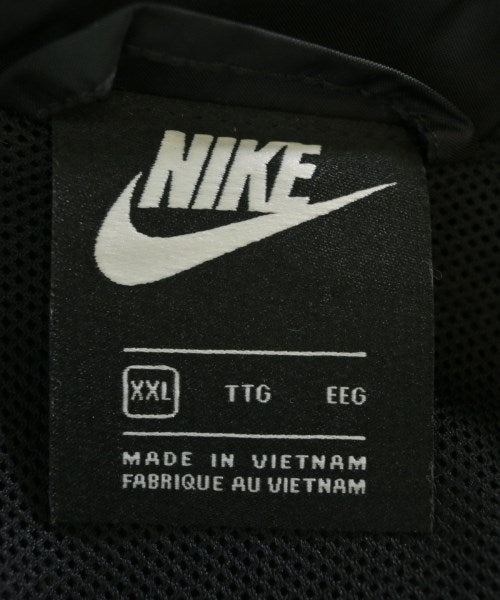 NIKE
XXL TTG EEG
MADE IN VIETNAM
FABRIQUE AU VIETNAM